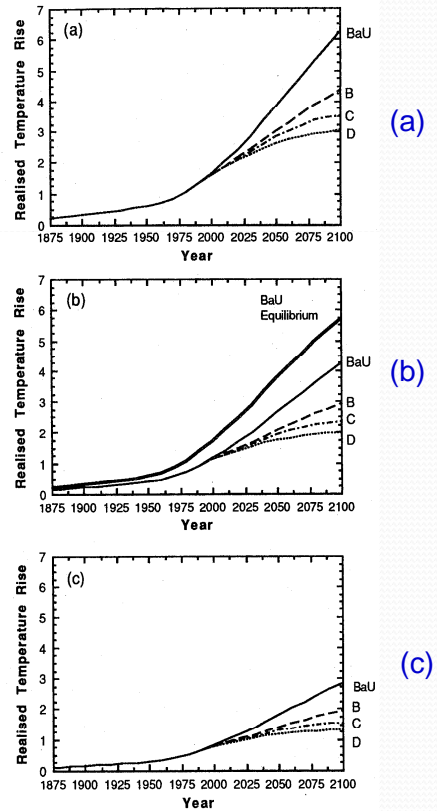 7
(a)
BaU
6
5
B
4
C
3
D
2
1
0
Realised Temperature Rise
1875 1900 1925 1950 1975 2000 2025 2050 2075 2100
Year
(a)
7
(b)
BaU
Equilibrium
6
5
BaU
4
3
B
C
2
D
1
0
Realised Temperature Rise
1875 1900 1925 1950 1975 2000 2025 2050 2075 2100
Year
(b)
7
(c)
6
5
4
3
BaU
2
B
C
D
1
0
Realised Temperature Rise
1875 1900 1925 1950 1975 2000 2025 2050 2075 2100
Year
(c)